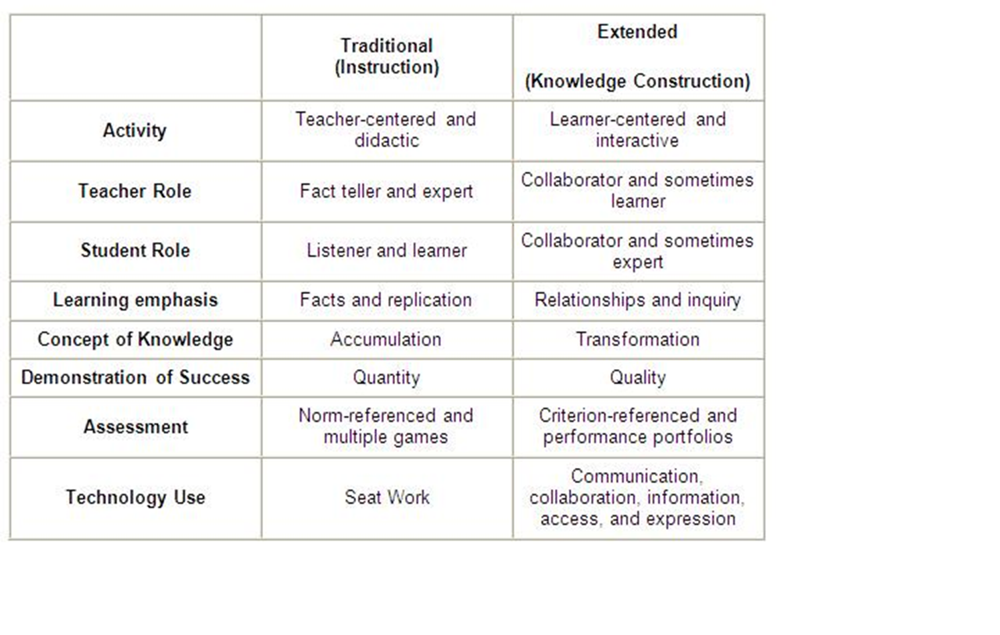 Traditional
(Instruction)
Extended
(Knowledge Construction)
Activity
Teacher-centered and
didactic
Learner-centered and
interactive
Teacher Role
Fact teller and expert
Collaborator and sometimes
learner
Student Role
Listener and learner
Collaborator and sometimes
expert
Learning emphasis
Facts and replication
Relationships and inquiry
Concept of Knowledge
Accumulation
Transformation
Demonstration of Success
Quantity
Quality
Assessment
Norm-referenced and
multiple games
Criterion-referenced and
performance portfolios
Technology Use
Seat Work
Communication,
collaboration, information,
access, and expression